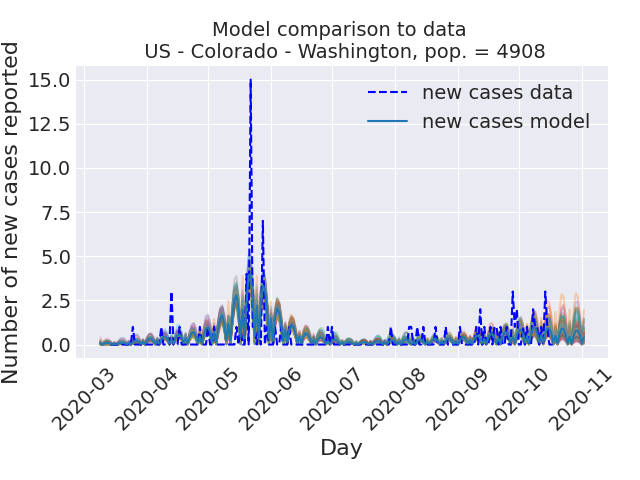 Model comparison to data
US - Colorado - Washington, pop. = 4908
Number of new cases reported
15.0
12.5
10.0
7.5
5.0
2.5
0.0
new cases data
new cases model
2020-03
2020-04
2020-05
2020-06
2020-07
2020-08
2020-09
2020-10
2020-11
Day